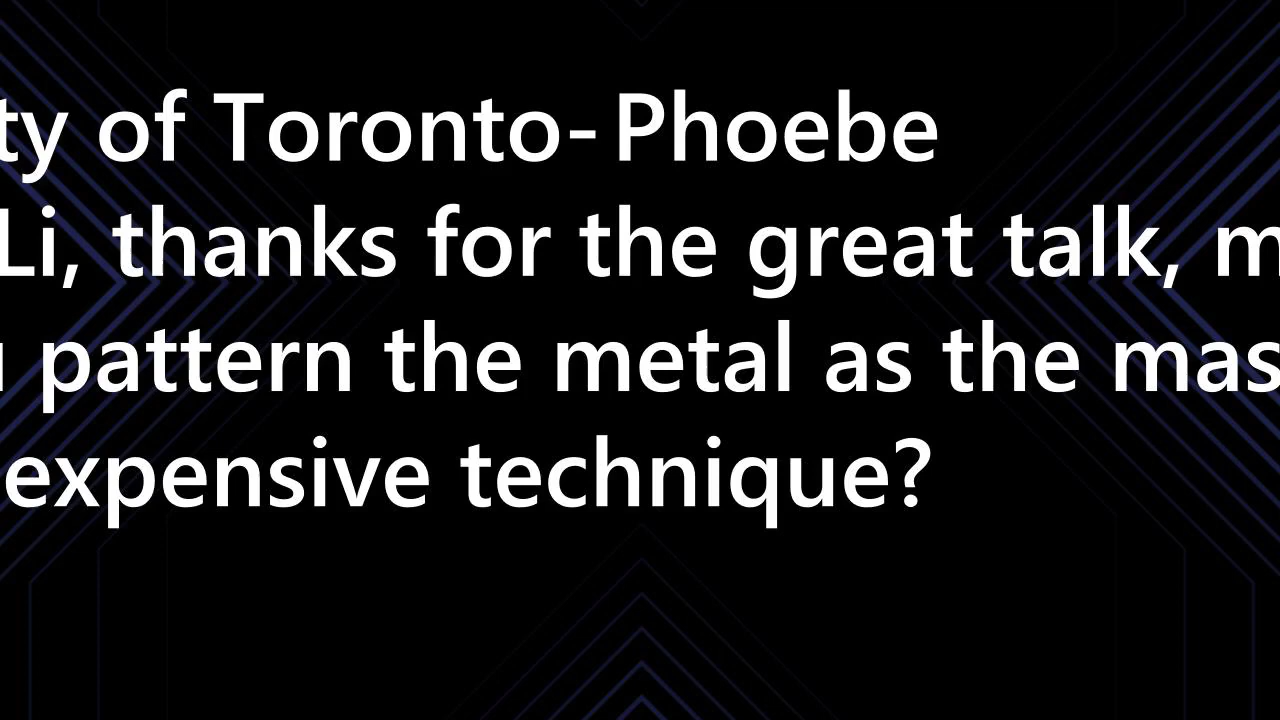 ty of Toronto-Phoebe
Li, thanks for the great talk, m
pattern the metal as the mas
expensive technique?